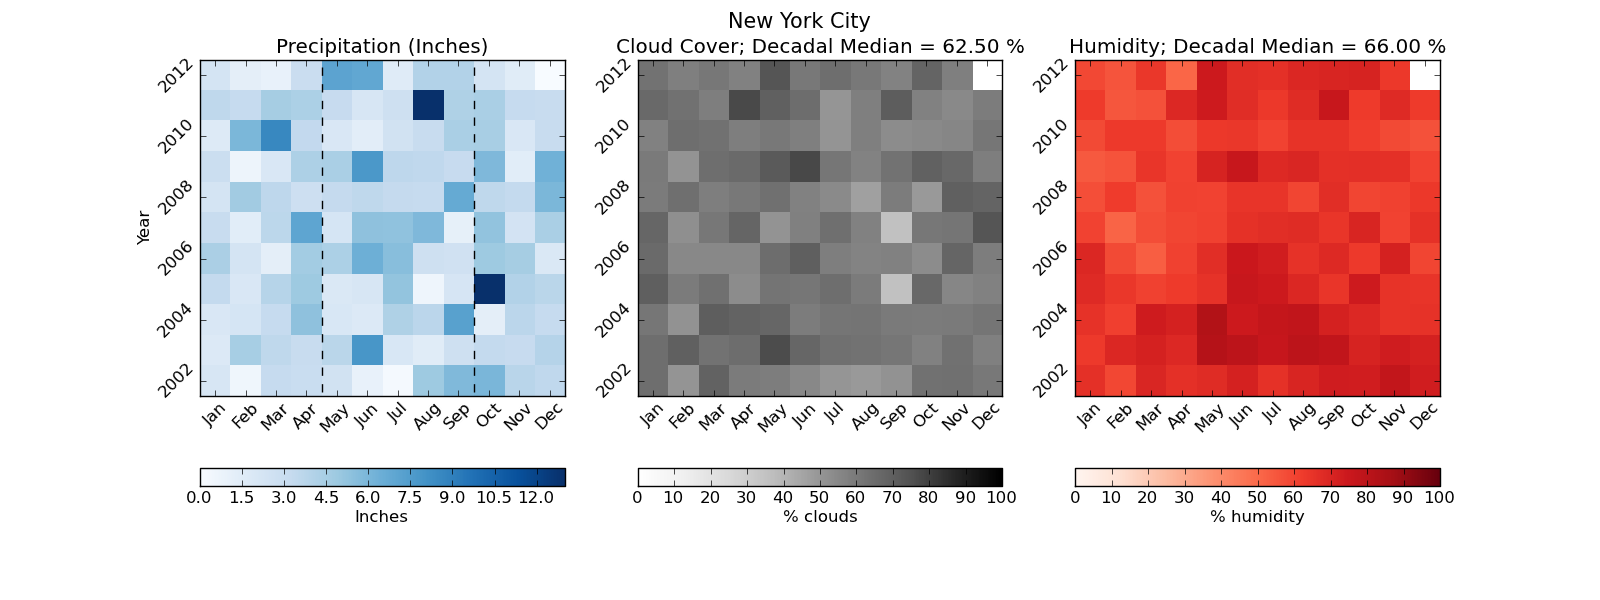 New York City
Precipitation (Inches)
Cloud Cover; Decadal Median = 62.50 %
Humidity; Decadal Median = 66.00 %
Year
2012
2010
2008
2006
2004
2002
Jan Feb Mar Apr May Jun Jul Aug Sep Oct Nov Dec
0.0 1.5 3.0 4.5 6.0 7.5 9.0 10.5 12.0
Inches
2012
2010
2008
2006
2004
2002
Jan Feb Mar Apr May Jun Jul Aug Sep Oct Nov Dec
0 10 20 30 40 50 60 70 80 90 100
% clouds
2012
2010
2008
2006
2004
2002
Jan Feb Mar Apr May Jun Jul Aug Sep Oct Nov Dec
0 10 20 30 40 50 60 70 80 90 100
% humidity